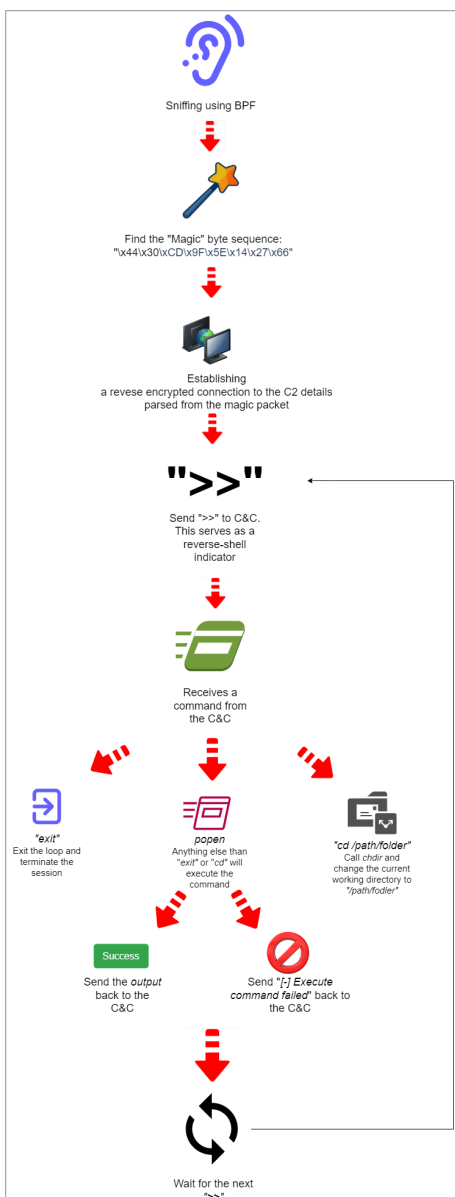 Sniffing using BPF
Find the "Magic" byte sequence:
"\x44\x30\xCD\x9F\x5E\x14\x27\x66"
Establishing
a revese encrypted connection to the C2 details
parsed from the magic packet
">>"
Send ">>" to C&C.
This serves as a
reverse-shell
indicator
Receives a
command from
the C&C
"exit"
Exit the loop and
terminate the
session
popen
Anything else than
"exit" or "cd" will
execute the
command
"cd /path/folder"
Call chdir and
change the current
working directory to
"/path/fodler"
Success
Send the output
back to the
C&C
Send "[-] Execute
command failed" back to
the C&C
Wait for the next
">>"